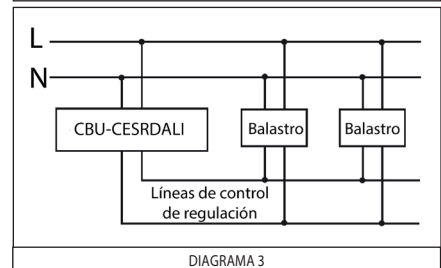 L
N
CBU-CESRDALI
Balastro
Balastro
Líneas de control
de regulación
DIAGRAMA 3